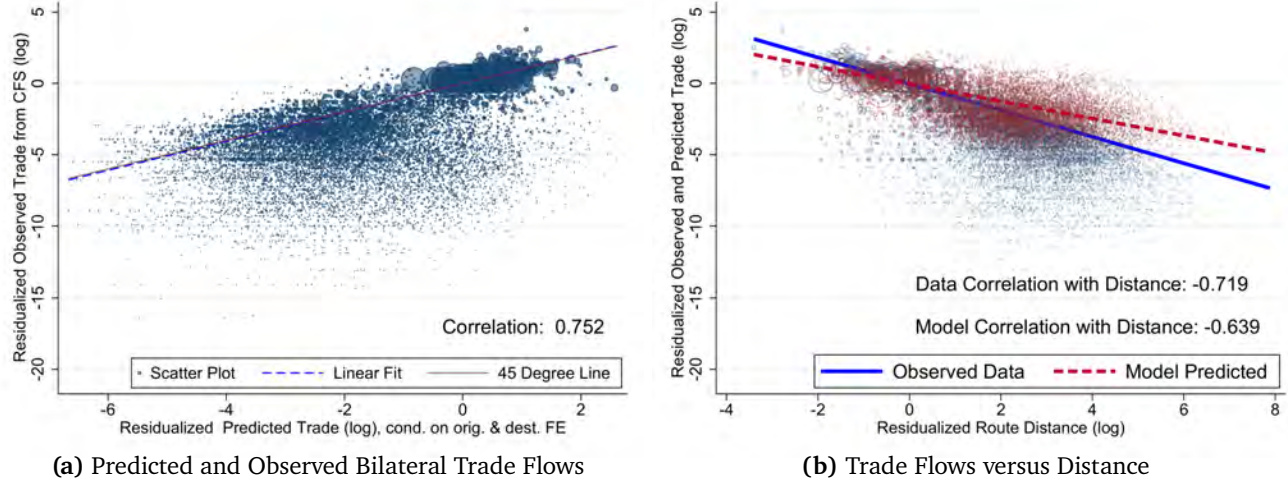 Residualized Observed Trade from CFS (log)
5
0
-5
-10
-15
-20
Correlation: 0.752
Scatter Plot Linear Fit 45 Degree Line
-6 -4 -2 0 2
Residualized Predicted Trade (log), cond. on orig. & dest. FE
(a) Predicted and Observed Bilateral Trade Flows
Residualized Observed and Predicted Trade (log)
5
0
-5
-10
-15
-20
Data Correlation with Distance: -0.719
Model Correlation with Distance: -0.639
Observed Data Model Predicted
-4 -2 0 2 4 6 8
Residualized Route Distance (log)
(b) Trade Flows versus Distance